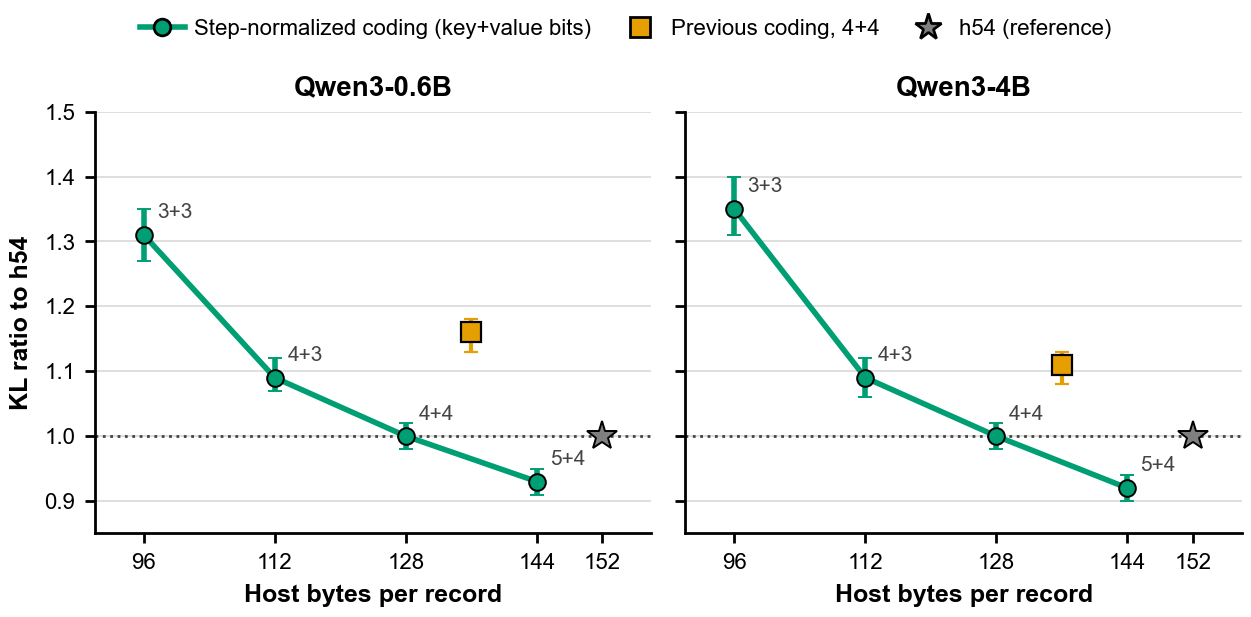 Step-normalized coding (key+value bits) Previous coding, 4+4 h54 (reference)
Qwen3-0.6B
KL ratio to h54
1.5
1.4
1.3
1.2
1.1
1.0
0.9
3+3
4+3
4+4
5+4
96 112 128 144 152
Host bytes per record
Qwen3-4B
3+3
4+3
4+4
5+4
96 112 128 144 152
Host bytes per record